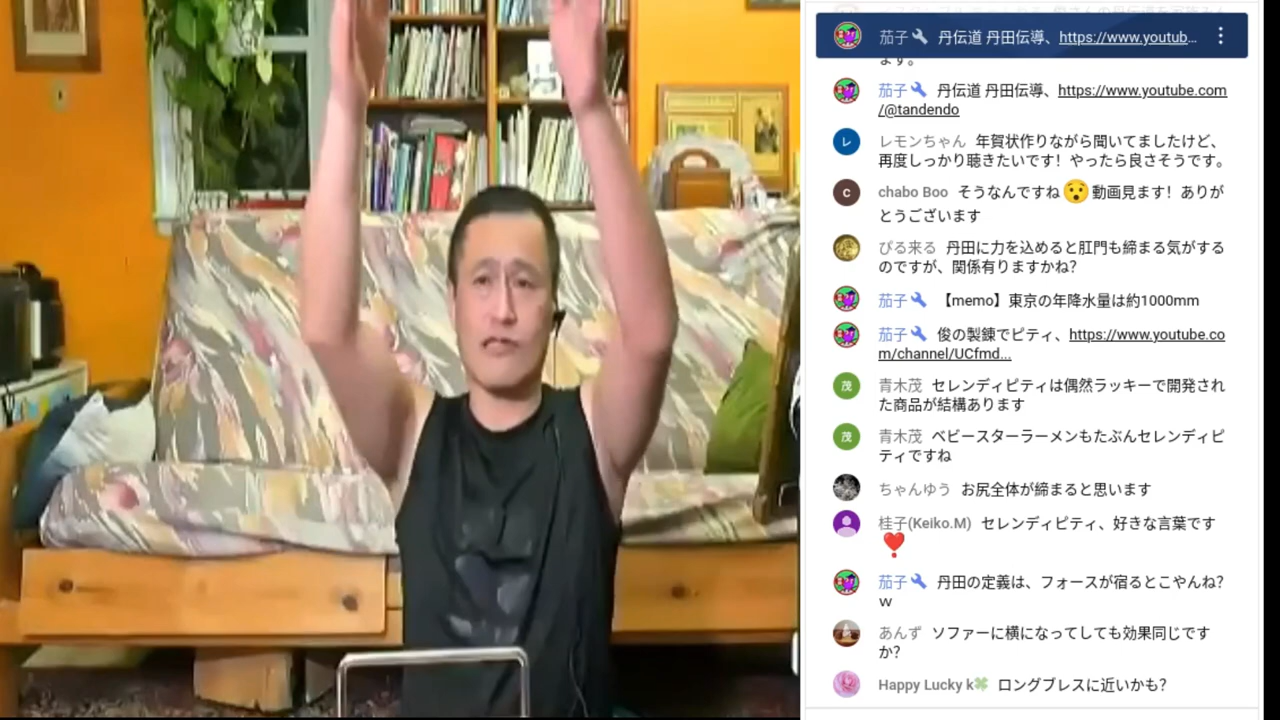 茄子 丹伝道 丹田伝導、https://www.youtub...
ます。
茄子 丹伝道 丹田伝導、https://www.youtube.com
/@tandendo
レ レモンちゃん 年賀状作りながら聞いてましたけど、
再度しっかり聴きたいです！やったら良さそうです。
C chabo Boo そうなんですね😯動画見ます！ありが
とうございます
ぴる来る 丹田に力を込めると肛門も締まる気がする
のですが、関係有りますかね?
茄子 【memo】東京の年降水量は約1000mm
茄子 俊の製錬でピティ、https://www.youtube.co
m/channel/UCfmd...
茂 青木茂 セレンディピティは偶然ラッキーで開発され
た商品が結構あります
茂 青木茂 ベビースターラーメンもたぶんセレンディピ
ティですね
ちゃんゆう お尻全体が締まると思います
桂子(Keiko.M) セレンディピティ、好きな言葉です
❣️
茄子 丹田の定義は、フォースが宿るとこやんね?
w
あんず ソファーに横になってしても効果同じです
か?
Happy Lucky k🍀 ロングブレスに近いかも?